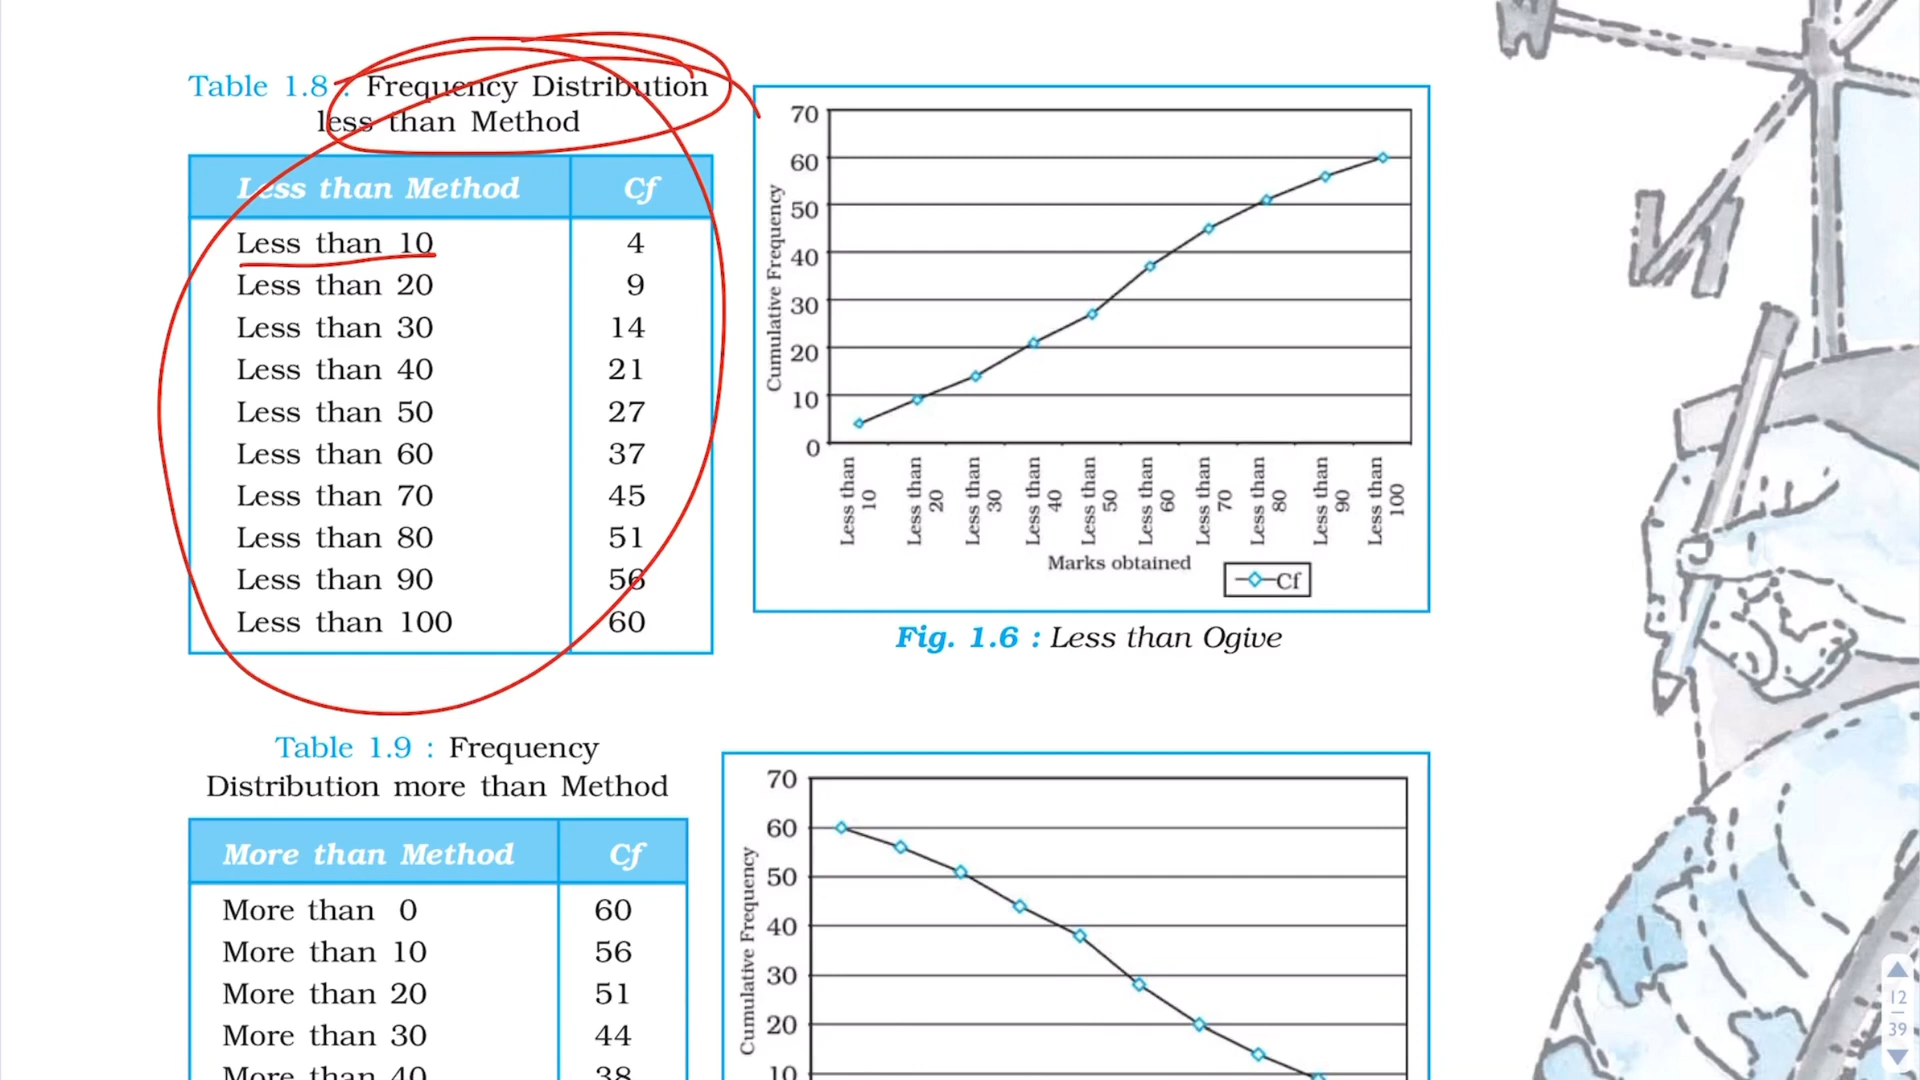 Table 1.8 : Frequency Distribution
less than Method
Less than Method Cf
Less than 10 4
Less than 20 9
Less than 30 14
Less than 40 21
Less than 50 27
Less than 60 37
Less than 70 45
Less than 80 51
Less than 90 56
Less than 100 60
70
60
50
40
30
20
10
0
Cumulative Frequency
Less than 10
Less than 20
Less than 30
Less than 40
Less than 50
Less than 60
Less than 70
Less than 80
Less than 90
Less than 100
Marks obtained
Cf
Fig. 1.6 : Less than Ogive
Table 1.9 : Frequency
Distribution more than Method
More than Method Cf
More than 0 60
More than 10 56
More than 20 51
More than 30 44
More than 40 38
70
60
50
40
30
20
10
Cumulative Frequency
N
12
39